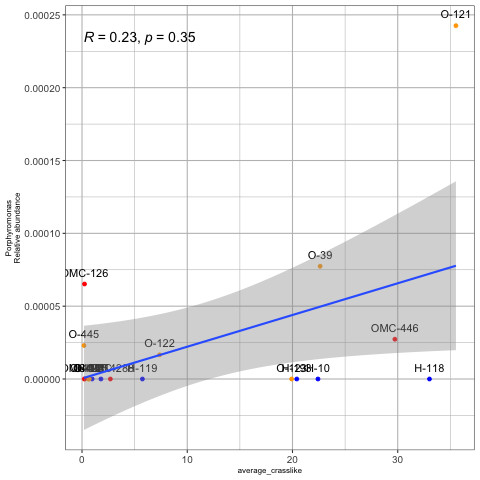 O-121
R = 0.23, p = 0.35
0.00025
0.00020
0.00015
0.00010
0.00005
0.00000
Porphyromonas
Relative abundance
O-39
OMC-126
OMC-446
O-445
O-122
H-119
H-10
H-118
0
10
20
30
average_crasslike